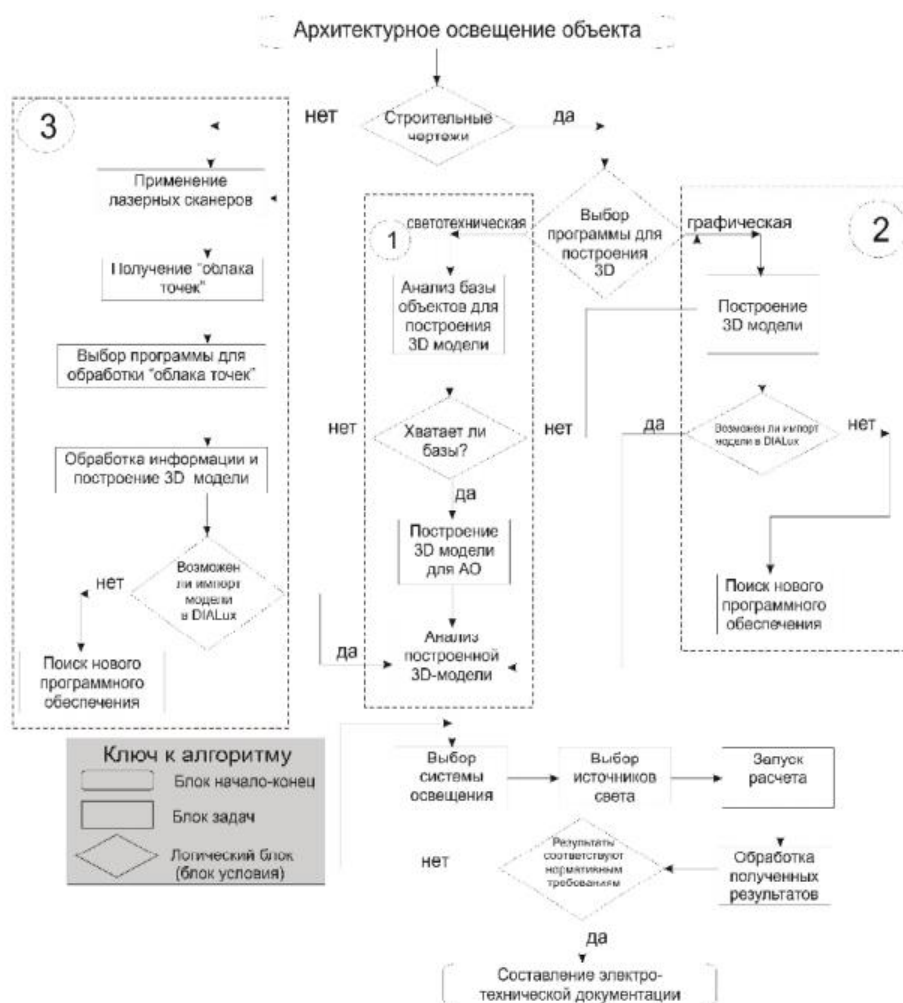 Архитектурное освещение объекта
3
нет
Строительные
чертежи
да
Применение
лазерных сканеров
Получение "облака
точек"
Выбор программы для
обработки "облака точек"
Обработка информации и
построение 3D модели
нет
Возможен
ли импорт
модели
в DIALux
да
Поиск нового
программного
обеспечения
Выбор
программы для
построения
3D
светотехническая
графическая
1
Анализ базы
объектов для
построения
3D модели
нет
Хватает ли
базы?
нет
да
Построение
3D модели
для АО
Анализ
построенной
3D-модели
2
Построение
3D модели
да
Возможен ли импорт
модели в DIALux
нет
Поиск нового
программного
обеспечения
Ключ к алгоритму
Блок начало-конец
Блок задач
Логический блок
(блок условия)
Выбор
системы
освещения
Выбор
источников
света
Запуск
расчета
Обработка
полученных
результатов
Результаты
соответствуют
нормативным
требованиям
нет
да
Составление электро-
технической документации